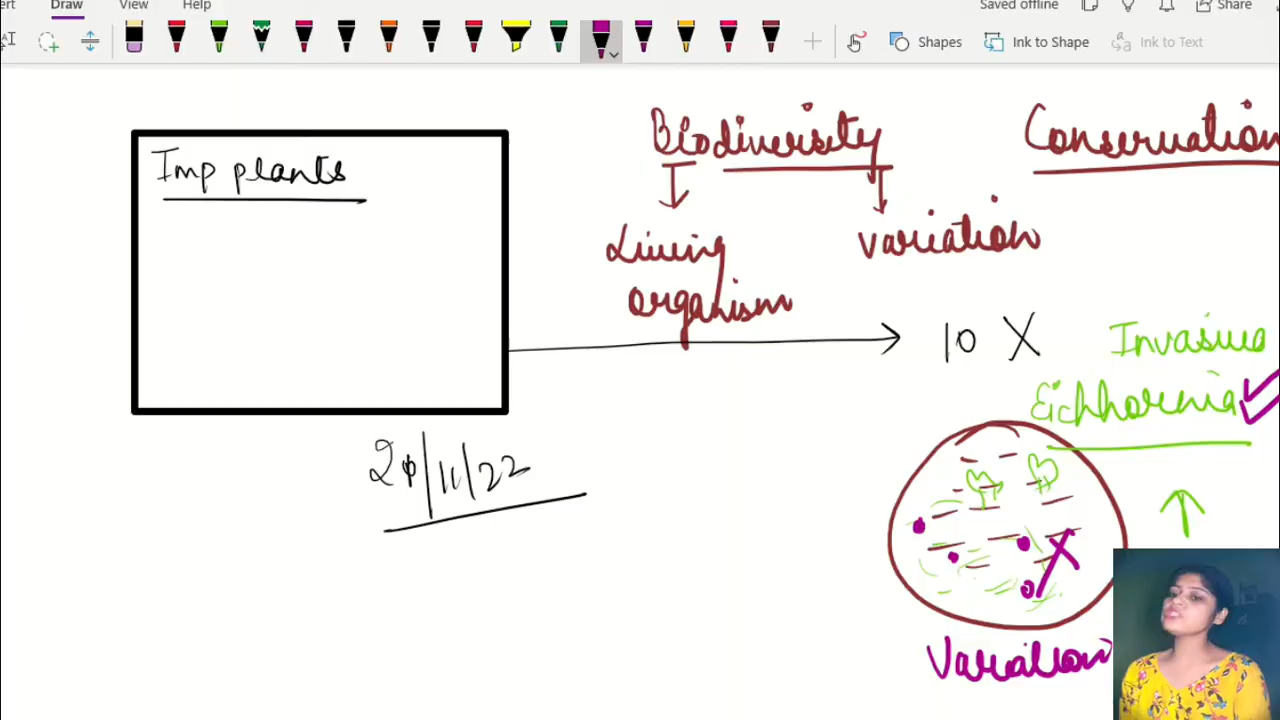 Draw View Help Saved offline Share
Shapes Ink to Shape Ink to Text
Imp plants
Biodiversity Conservation
Living organism
variation
10 X
Invasive
Eichhornia
/11/22
Variation